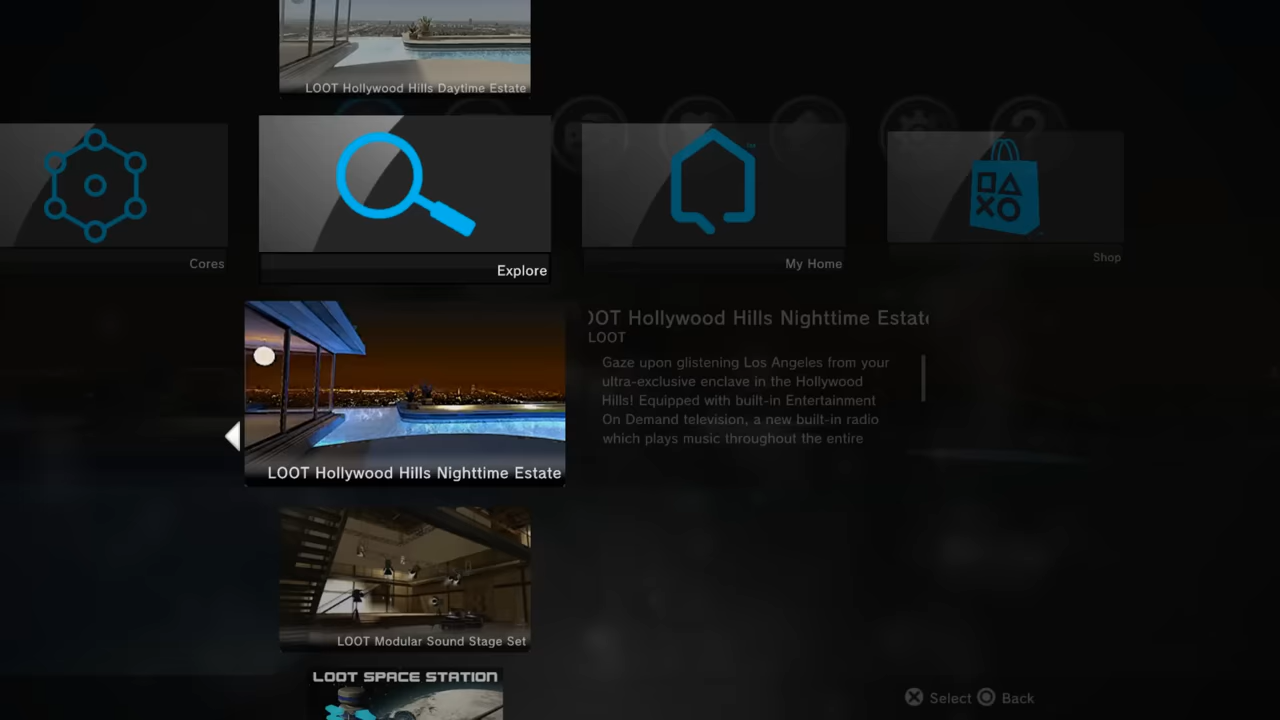 LOOT Hollywood Hills Daytime Estate
Cores
Explore
My Home
Shop
LOOT Hollywood Hills Nighttime Estate
OOT Hollywood Hills Nighttime Estate
LOOT
Gaze upon glistening Los Angeles from your
ultra-exclusive enclave in the Hollywood
Hills! Equipped with built-in Entertainment
On Demand television, a new built-in radio
which plays music throughout the entire
LOOT Modular Sound Stage Set
LOOT SPACE STATION
Select Back